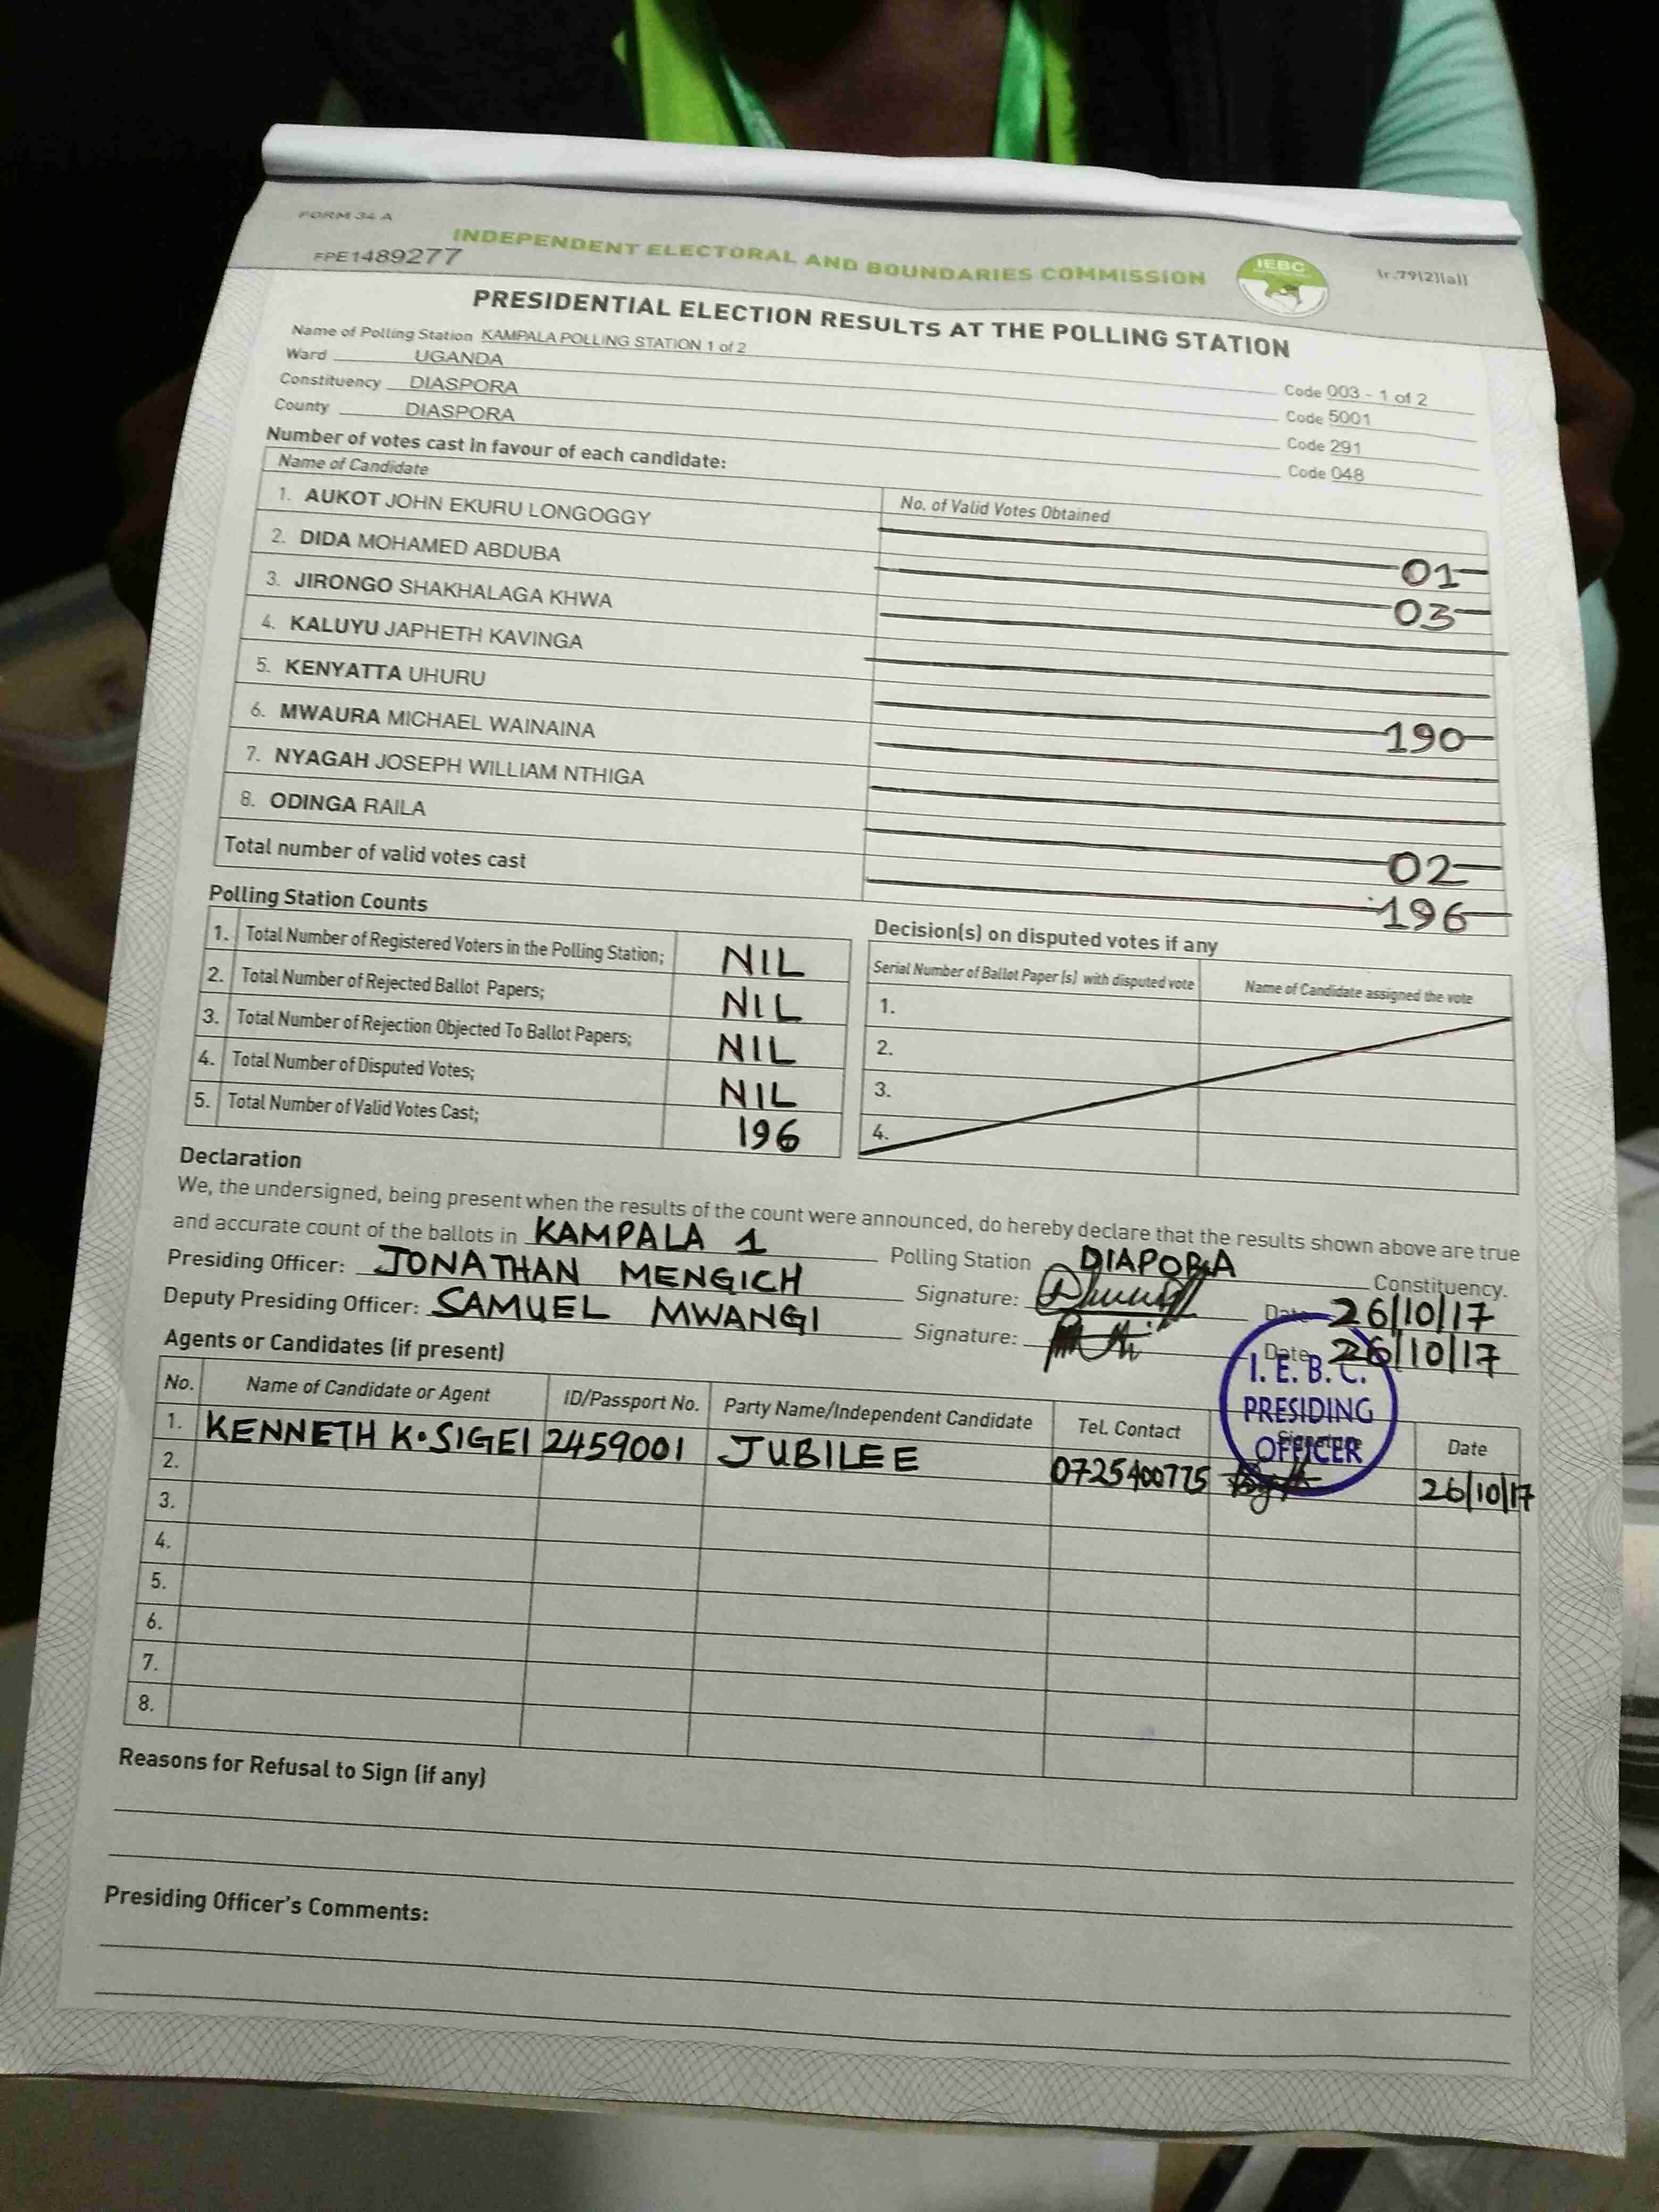 FORM 34 A
INDEPENDENT ELECTORAL AND BOUNDARIES COMMISSION
IEBC
(r.79(2)(a))
FPE1489277
PRESIDENTIAL ELECTION RESULTS AT THE POLLING STATION
Name of Polling Station KAMPALA POLLING STATION 1 of 2 Code 003 - 1 of 2
Ward UGANDA Code 5001
Constituency DIASPORA Code 291
County DIASPORA Code 048
Number of votes cast in favour of each candidate:
Name of Candidate No. of Valid Votes Obtained
1. AUKOT JOHN EKURU LONGOGGY 01
2. DIDA MOHAMED ABDUBA 03
3. JIRONGO SHAKHALAGA KHWA
4. KALUYU JAPHETH KAVINGA
5. KENYATTA UHURU 190
6. MWAURA MICHAEL WAINAINA
7. NYAGAH JOSEPH WILLIAM NTHIGA
8. ODINGA RAILA 02
Total number of valid votes cast 196
Polling Station Counts
1. Total Number of Registered Voters in the Polling Station; NIL
2. Total Number of Rejected Ballot Papers; NIL
3. Total Number of Rejection Objected To Ballot Papers; NIL
4. Total Number of Disputed Votes; NIL
5. Total Number of Valid Votes Cast; 196
Decision(s) on disputed votes if any
Serial Number of Ballot Paper (s) with disputed vote Name of Candidate assigned the vote
1.
2.
3.
4.
Declaration
We, the undersigned, being present when the results of the count were announced, do hereby declare that the results shown above are true
and accurate count of the ballots in KAMPALA 1 Polling Station DIAPORA Constituency.
Presiding Officer: JONATHAN MENGICH Signature: Date 26/10/17
Deputy Presiding Officer: SAMUEL MWANGI Signature: Date 26/10/17
I. E. B. C.
PRESIDING
OFFICER
Agents or Candidates (if present)
No. Name of Candidate or Agent ID/Passport No. Party Name/Independent Candidate Tel. Contact Signature Date
1. KENNETH K. SIGEI 2459001 JUBILEE 0725400775 26/10/17
2.
3.
4.
5.
6.
7.
8.
Reasons for Refusal to Sign (if any)
Presiding Officer's Comments: